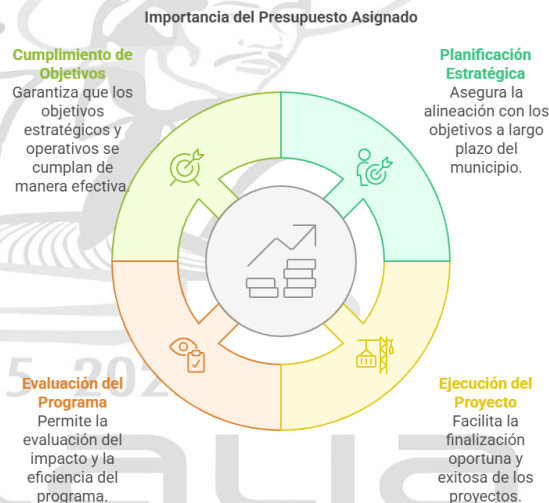 Importancia del Presupuesto Asignado
Cumplimiento de
Objetivos
Garantiza que los
objetivos
estratégicos y
operativos se
cumplan de
manera efectiva.
Planificación
Estratégica
Asegura la
alineación con los
objetivos a largo
plazo del
municipio.
Evaluación del
Programa
Permite la
evaluación del
impacto y la
eficiencia del
programa.
Ejecución del
Proyecto
Facilita la
finalización
oportuna y
exitosa de los
proyectos.